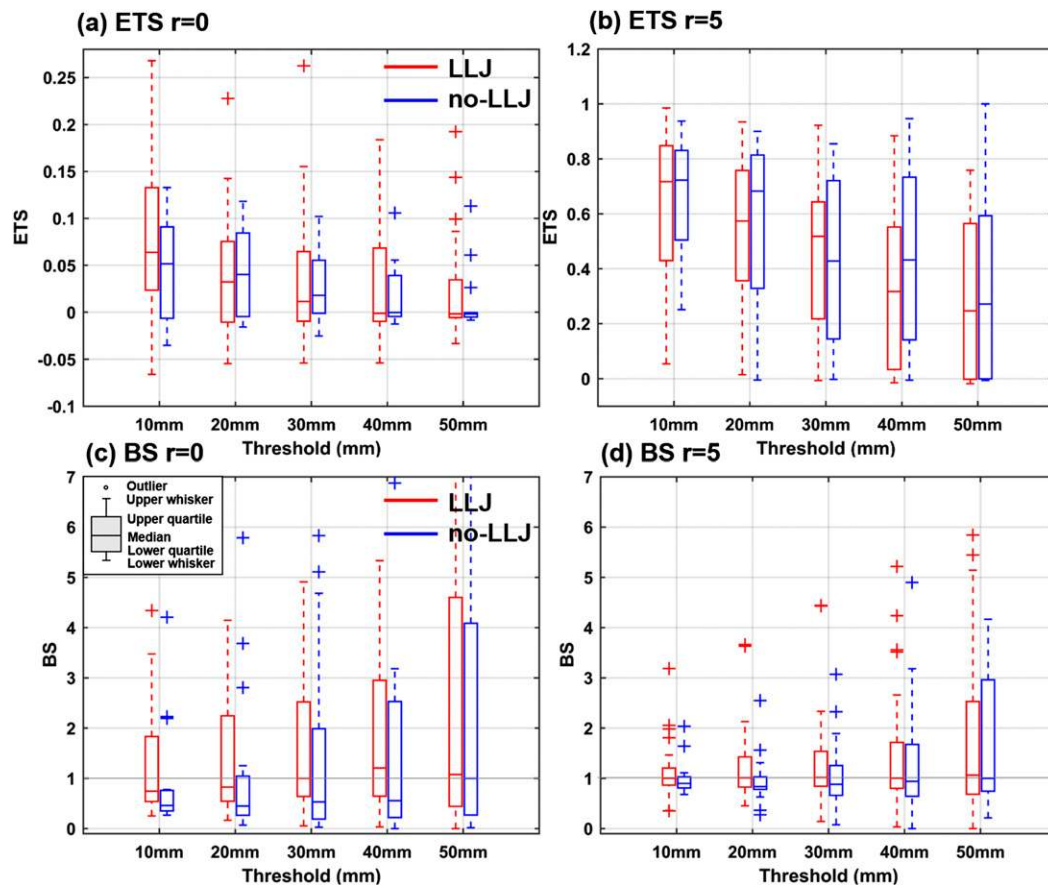 (a) ETS r=0
LLJ
no-LLJ
ETS
0.25
0.2
0.15
0.1
0.05
0
-0.05
-0.1
10mm 20mm 30mm 40mm 50mm
Threshold (mm)
(b) ETS r=5
ETS
1.2
1
0.8
0.6
0.4
0.2
0
10mm 20mm 30mm 40mm 50mm
Threshold (mm)
(c) BS r=0
Outlier
Upper whisker
Upper quartile
Median
Lower quartile
Lower whisker
LLJ
no-LLJ
BS
7
6
5
4
3
2
1
0
10mm 20mm 30mm 40mm 50mm
Threshold (mm)
(d) BS r=5
BS
7
6
5
4
3
2
1
0
10mm 20mm 30mm 40mm 50mm
Threshold (mm)